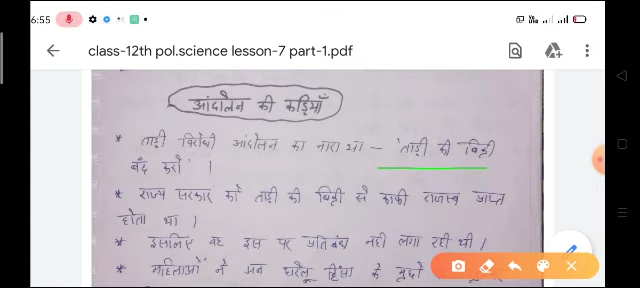 6:55
class-12th pol.science lesson-7 part-1.pdf
आंदोलन की कड़ियाँ
* ताड़ी विरोधी आंदोलन का नारा था - 'ताड़ी की बिक्री
बंद करो' ।
* राज्य सरकार को ताड़ी की बिक्री से काफी राजस्व प्राप्त
होता था ।
* इसलिए वह इस पर प्रतिबंध नही लगा रही थी ।
* महिलाओं ने अब घरेलू हिंसा के मुद्दों